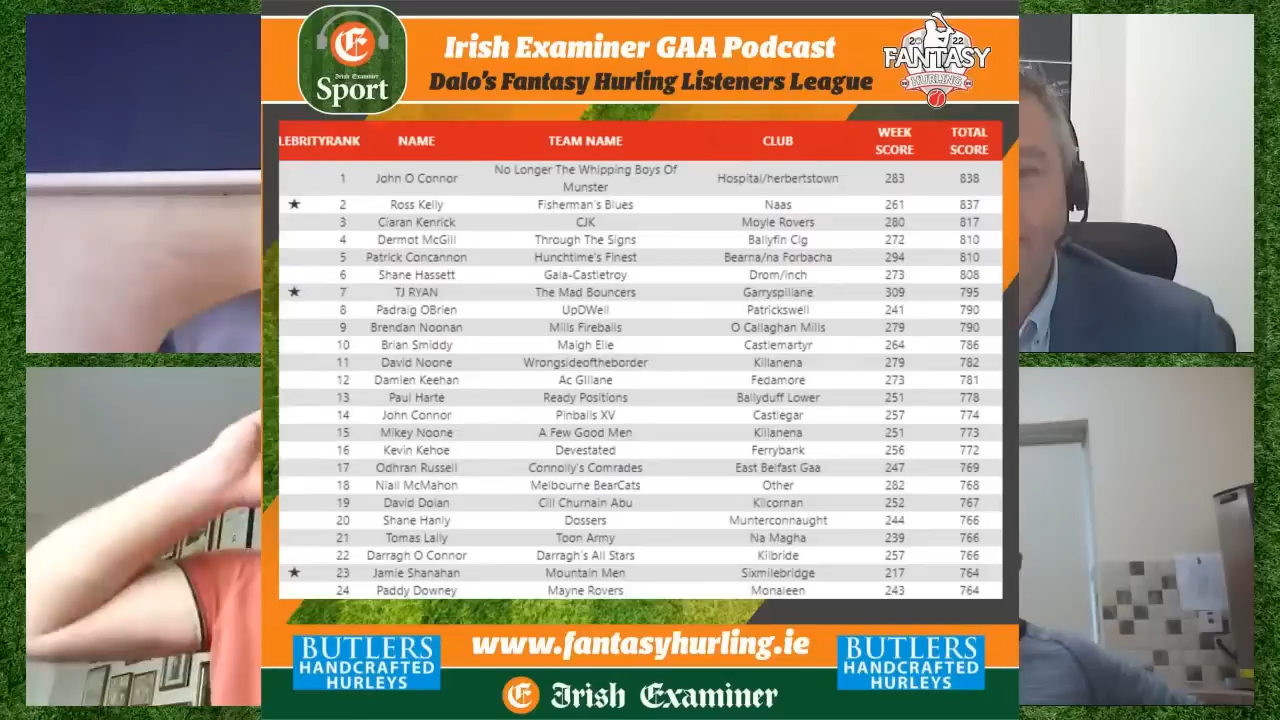 Irish Examiner
Sport
Irish Examiner GAA Podcast
Dalo's Fantasy Hurling Listeners League
2022
FANTASY
HURLING
LEBRITYRANK NAME TEAM NAME CLUB WEEK SCORE TOTAL SCORE
1 John O Connor No Longer The Whipping Boys Of Munster Hospital/herbertstown 283 838
★ 2 Ross Kelly Fisherman's Blues Naas 261 837
3 Ciaran Kenrick CJK Moyle Rovers 280 817
4 Dermot McGill Through The Signs Ballyfin Clg 272 810
5 Patrick Concannon Hunchtime's Finest Bearna/na Forbacha 294 810
6 Shane Hassett Gala-Castletroy Drom/inch 273 808
★ 7 TJ RYAN The Mad Bouncers Garryspillane 309 795
8 Padraig OBrien UpDWell Patrickswell 241 790
9 Brendan Noonan Mills Fireballs O Callaghan Mills 279 790
10 Brian Smiddy Maigh Elle Castlemartyr 264 786
11 David Noone Wrongsideoftheborder Killanena 279 782
12 Damien Keehan Ac Gillane Fedamore 273 781
13 Paul Harte Ready Positions Ballyduff Lower 251 778
14 John Connor Pinballs XV Castlegar 257 774
15 Mikey Noone A Few Good Men Killanena 251 773
16 Kevin Kehoe Devestated Ferrybank 256 772
17 Odhran Russell Connolly's Comrades East Belfast Gaa 247 769
18 Niall McMahon Melbourne BearCats Other 282 768
19 David Dolan Cill Churnain Abu Kilcornan 252 767
20 Shane Hanly Dossers Munterconnaught 244 766
21 Tomas Lally Toon Army Na Magha 239 766
22 Darragh O Connor Darragh's All Stars Kilbride 257 766
★ 23 Jamie Shanahan Mountain Men Sixmilebridge 217 764
24 Paddy Downey Mayne Rovers Monaleen 243 764
BUTLERS
HANDCRAFTED
HURLEYS
www.fantasyhurling.ie
BUTLERS
HANDCRAFTED
HURLEYS
Irish Examiner